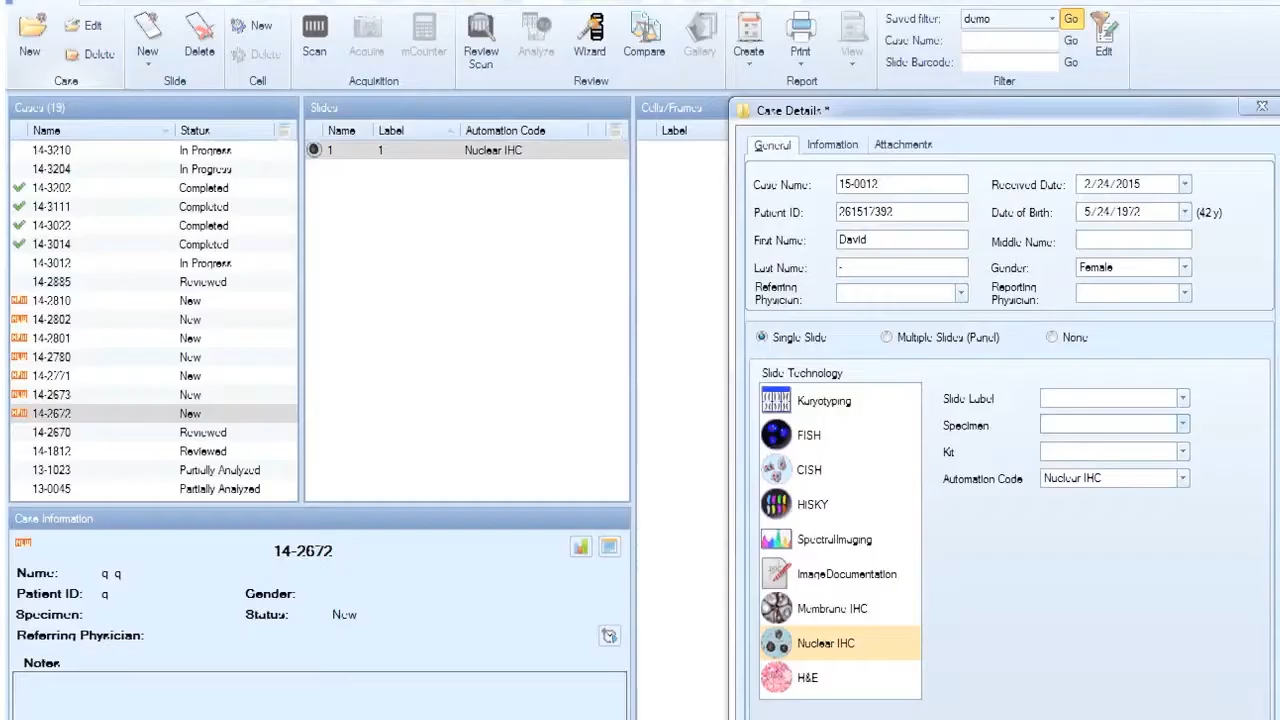 New
Edit
Delete
Case
New
Delete
Slide
New
Delete
Cell
Scan
Acquire
mCounter
Acquisition
Review Scan
Analyze
Wizard
Compare
Gallery
Review
Create
Print
View
Report
Saved filter: demo Go
Case Name: Go
Slide Barcode: Go
Edit
Filter
Cases (19)
Name Status
14-3210 In Progress
14-3204 In Progress
14-3202 Completed
14-3111 Completed
14-3022 Completed
14-3014 Completed
14-3012 In Progress
14-2885 Reviewed
14-2810 New
14-2802 New
14-2801 New
14-2780 New
14-2771 New
14-2673 New
14-2672 New
14-2670 Reviewed
14-1812 Reviewed
13-1023 Partially Analyzed
13-0045 Partially Analyzed
Slides
Name Label Automation Code
1 1 Nuclear IHC
Cells/Frames
Label
Case Details *
General Information Attachments
Case Name: 15-0012 Received Date: 2/24/2015
Patient ID: 261517392 Date of Birth: 5/24/1972 (42 y)
First Name: David Middle Name:
Last Name: - Gender: Female
Referring Physician: Reporting Physician:
Single Slide Multiple Slides (Panel) None
Slide Technology
Karyotyping
FISH
CISH
HiSKY
SpectralImaging
ImageDocumentation
Membrane IHC
Nuclear IHC
H&E
Slide Label
Specimen
Kit
Automation Code Nuclear IHC
Case Information
14-2672
Name: q q
Patient ID: q Gender:
Specimen: Status: New
Referring Physician:
Notes